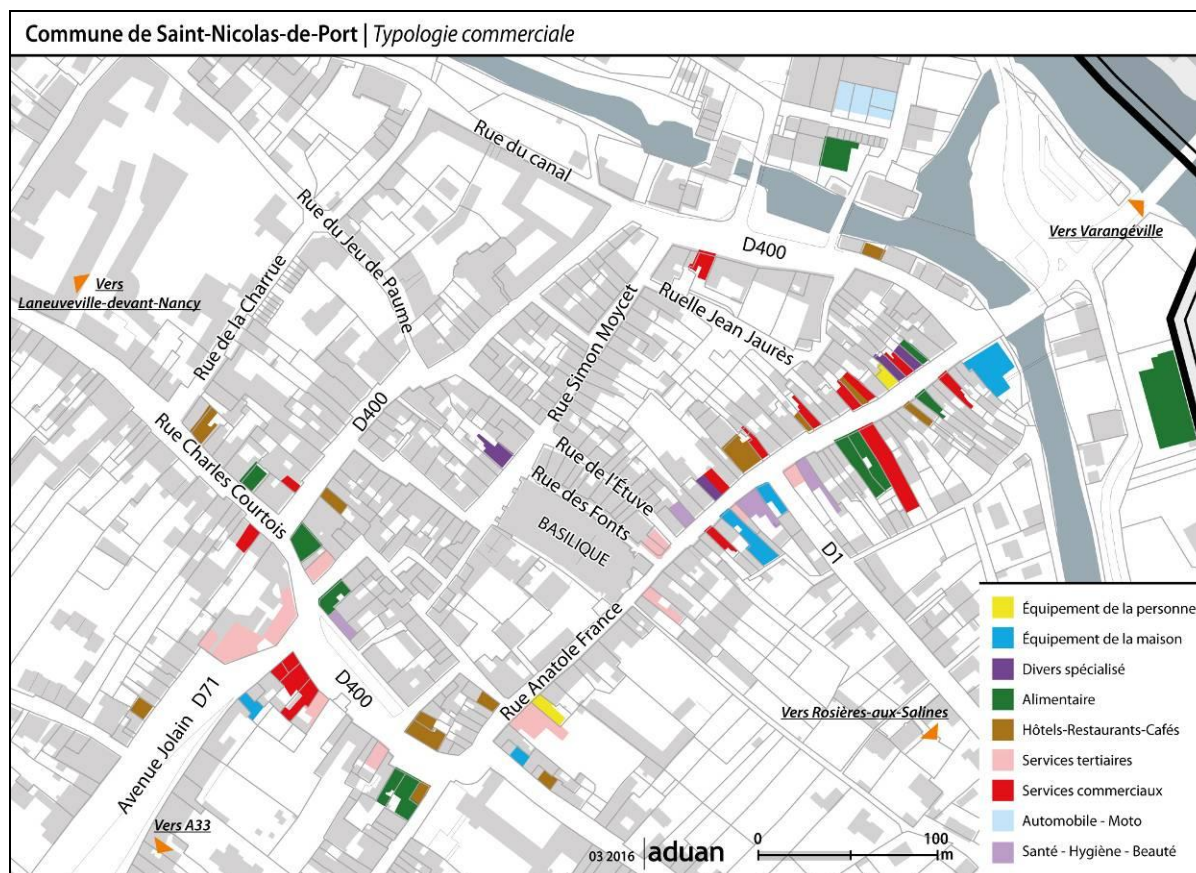 Commune de Saint-Nicolas-de-Port | Typologie commerciale
Rue du canal
Rue du Jeu de Paume
D400
Vers Varangéville
Vers
Laneuveville-devant-Nancy
Rue de la Charrue
Rue Simon Moycet
Ruelle Jean Jaurès
D400
Rue Charles Courtois
Rue de l'Étuve
Rue des Fonts
BASILIQUE
D1
Rue Anatole France
D71
D400
Avenue Jolain
Vers Rosières-aux-Salines
Vers A33
Équipement de la personne
Équipement de la maison
Divers spécialisé
Alimentaire
Hôtels-Restaurants-Cafés
Services tertiaires
Services commerciaux
Automobile - Moto
Santé - Hygiène - Beauté
03 2016 | aduan
0 100
m